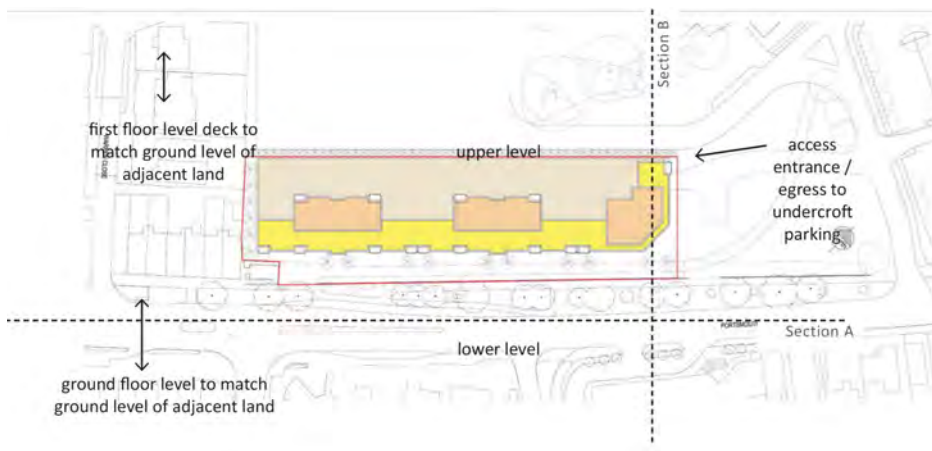 Section B
first floor level deck to
match ground level of
adjacent land
upper level
access
entrance /
egress to
undercroft
parking
Section A
lower level
ground floor level to match
ground level of adjacent land